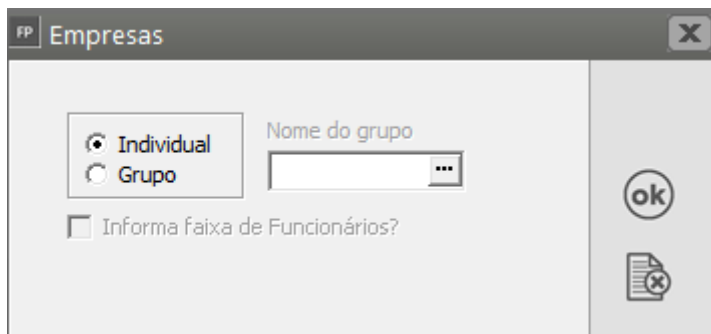 FP Empresas
Individual
Grupo
Nome do grupo
...
Informa faixa de Funcionários?
ok